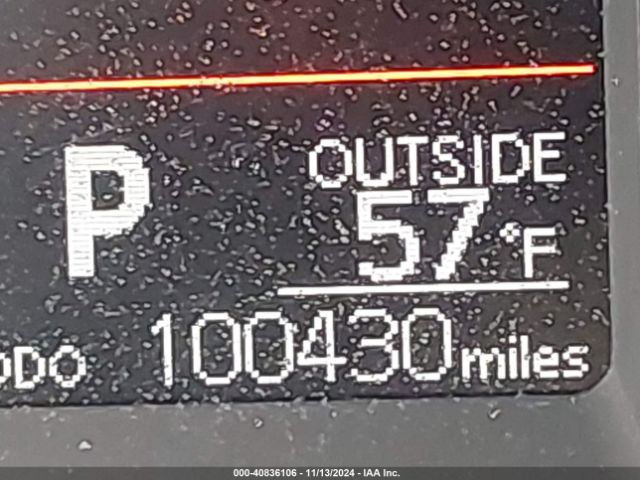 OUTSIDE
P 57°F
ODO 100430 miles
000-40836106 - 11/13/2024 - IAA Inc.